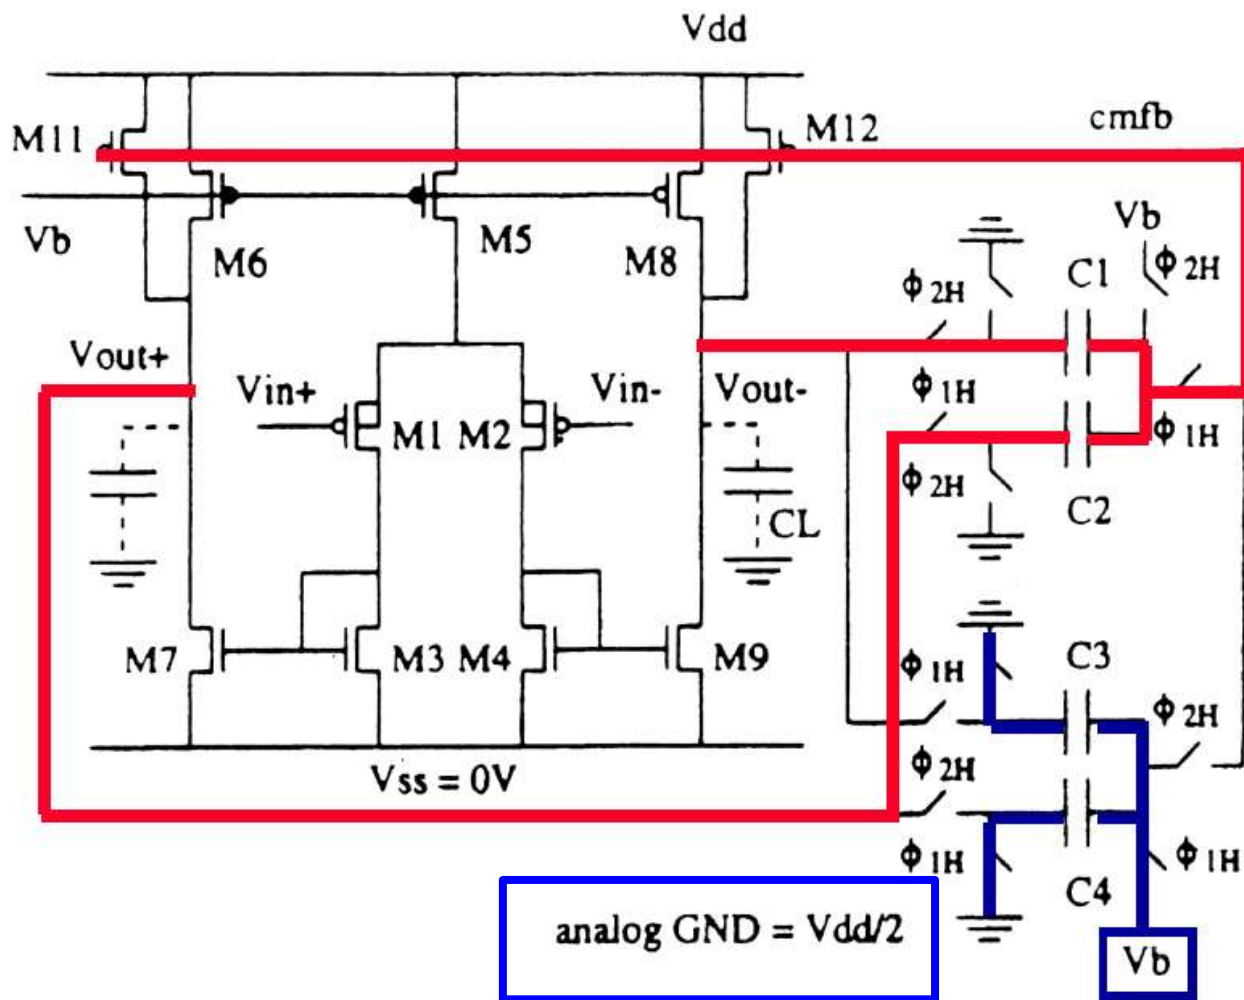 Vdd
M11
M12
cmfb
Vb
M6
M5
M8
Vb
Φ2H
C1
Φ2H
Vout+
Vin+
Vin-
Vout-
Φ1H
M1
M2
Φ1H
Φ2H
C2
CL
M7
M3
M4
M9
Φ1H
C3
Φ2H
Vss = 0V
Φ2H
Φ1H
C4
Φ1H
analog GND = Vdd/2
Vb